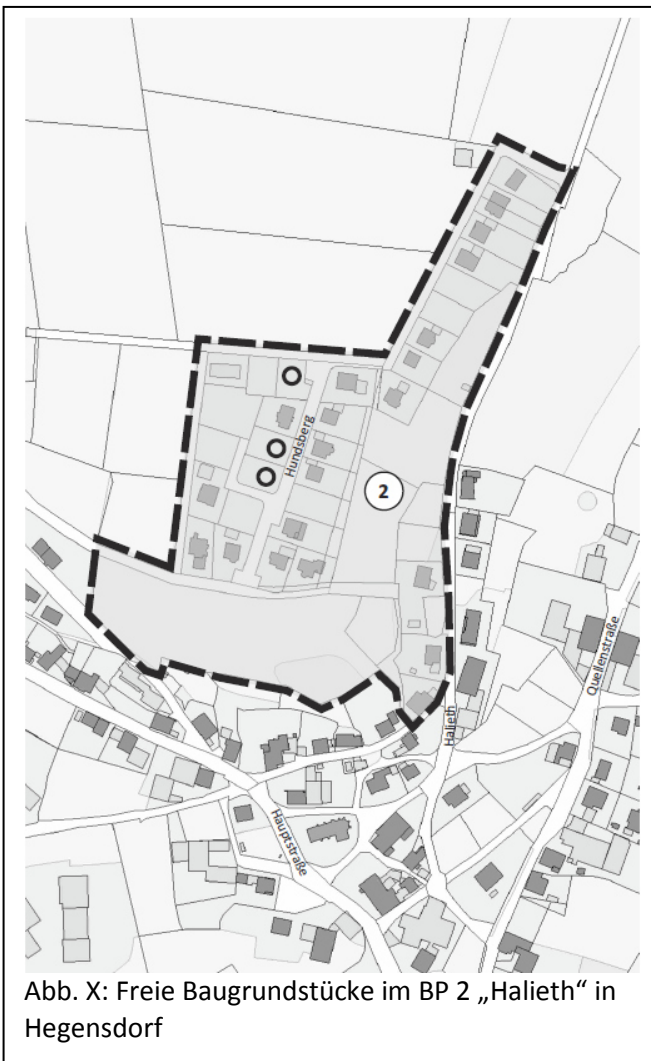 Hundsberg
2
Quellenstraße
Halieth
Hauptstraße
Abb. X: Freie Baugrundstücke im BP 2 „Halieth“ in
Hegensdorf